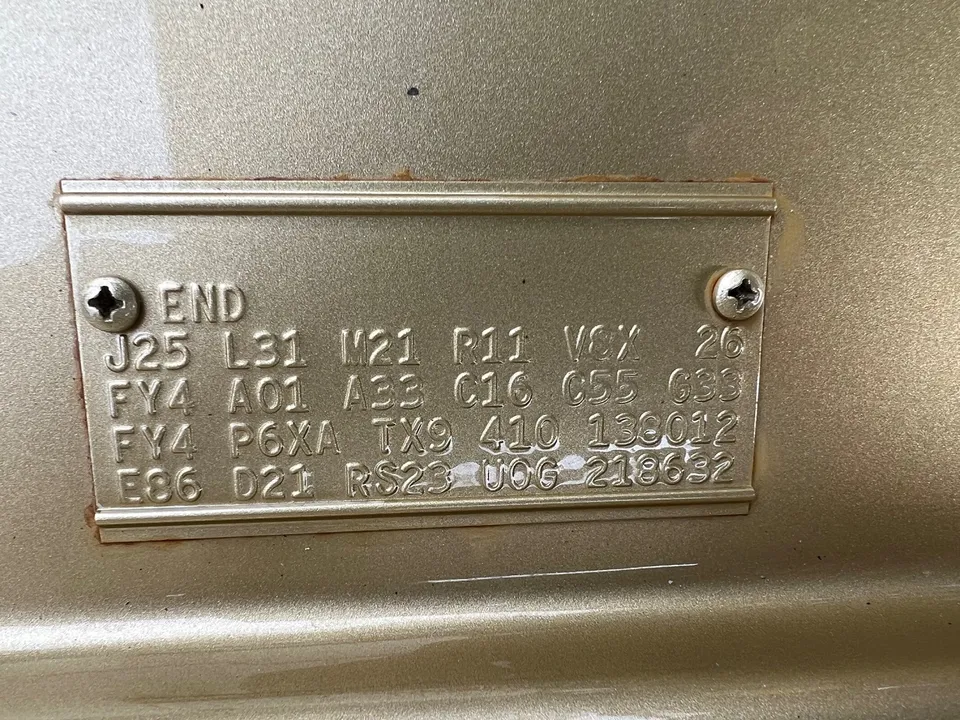 END
J25 L31 M21 R11 V8X 26
FY4 A01 A33 C16 C55 G33
FY4 P6XA TX9 410 138012
E86 D21 RS23 U0G 218632